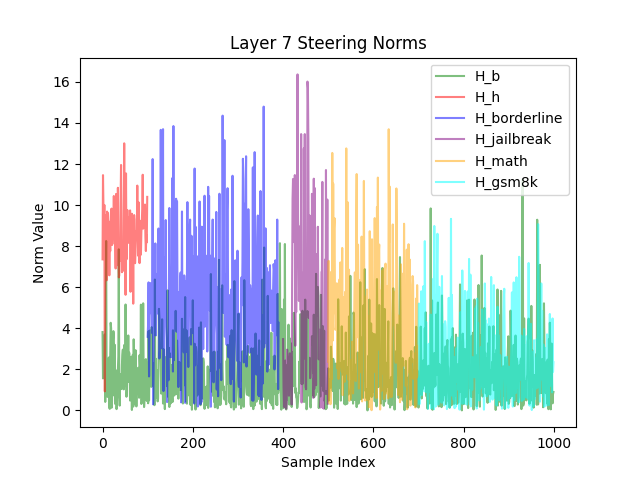 Layer 7 Steering Norms
H_b
H_h
H_borderline
H_jailbreak
H_math
H_gsm8k
Norm Value
16
14
12
10
8
6
4
2
0
0
200
400
600
800
1000
Sample Index